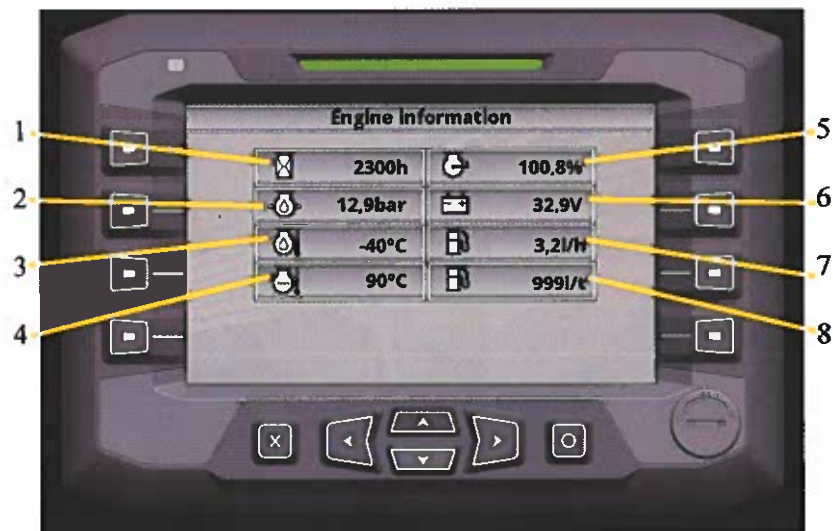 Engine information
1 2300h 100,8% 5
2 12,9bar 32,9V 6
3 -40°C 3,2l/h 7
4 90°C 999l/t 8